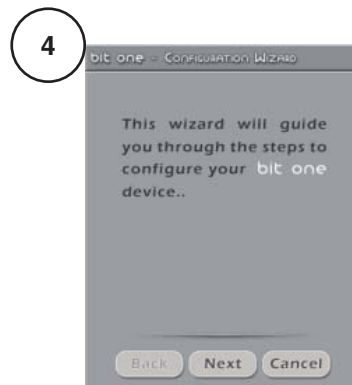 4
bit one - Configuration Wizard
This wizard will guide
you through the steps to
configure your bit one
device..
Back Next Cancel